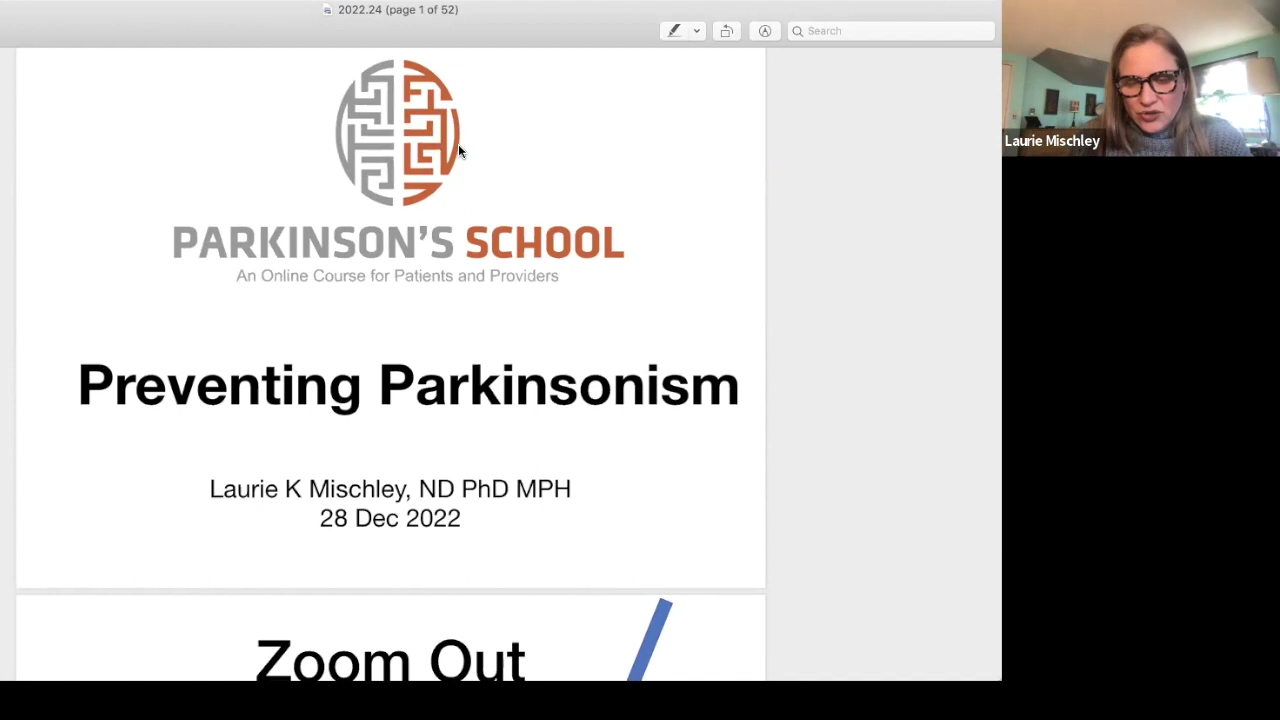 2022.24 (page 1 of 52)
Search
Laurie Mischley
PARKINSON'S SCHOOL
An Online Course for Patients and Providers
Preventing Parkinsonism
Laurie K Mischley, ND PhD MPH
28 Dec 2022
Zoom Out